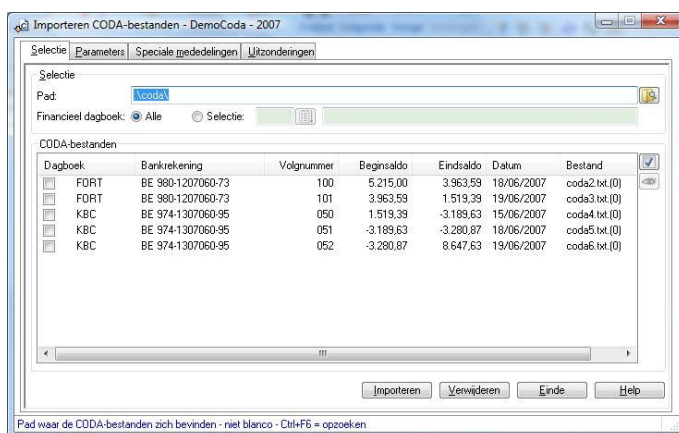 Importeren CODA-bestanden - DemoCoda - 2007
Selectie Parameters Speciale mededelingen Uitzonderingen
Selectie
Pad: .\coda\
Financieel dagboek: Alle Selectie:
CODA-bestanden
Dagboek Bankrekening Volgnummer Beginsaldo Eindsaldo Datum Bestand
FORT BE 980-1207060-73 100 5.215,00 3.963,59 18/06/2007 coda2.txt.(0)
FORT BE 980-1207060-73 101 3.963,59 1.519,39 19/06/2007 coda3.txt.(0)
KBC BE 974-1307060-95 050 1.519,39 -3.189,63 15/06/2007 coda4.txt.(0)
KBC BE 974-1307060-95 051 -3.189,63 -3.280,87 18/06/2007 coda5.txt.(0)
KBC BE 974-1307060-95 052 -3.280,87 8.647,63 19/06/2007 coda6.txt.(0)
Importeren Verwijderen Einde Help
Pad waar de CODA-bestanden zich bevinden - niet blanco - Ctrl+F6 = opzoeken